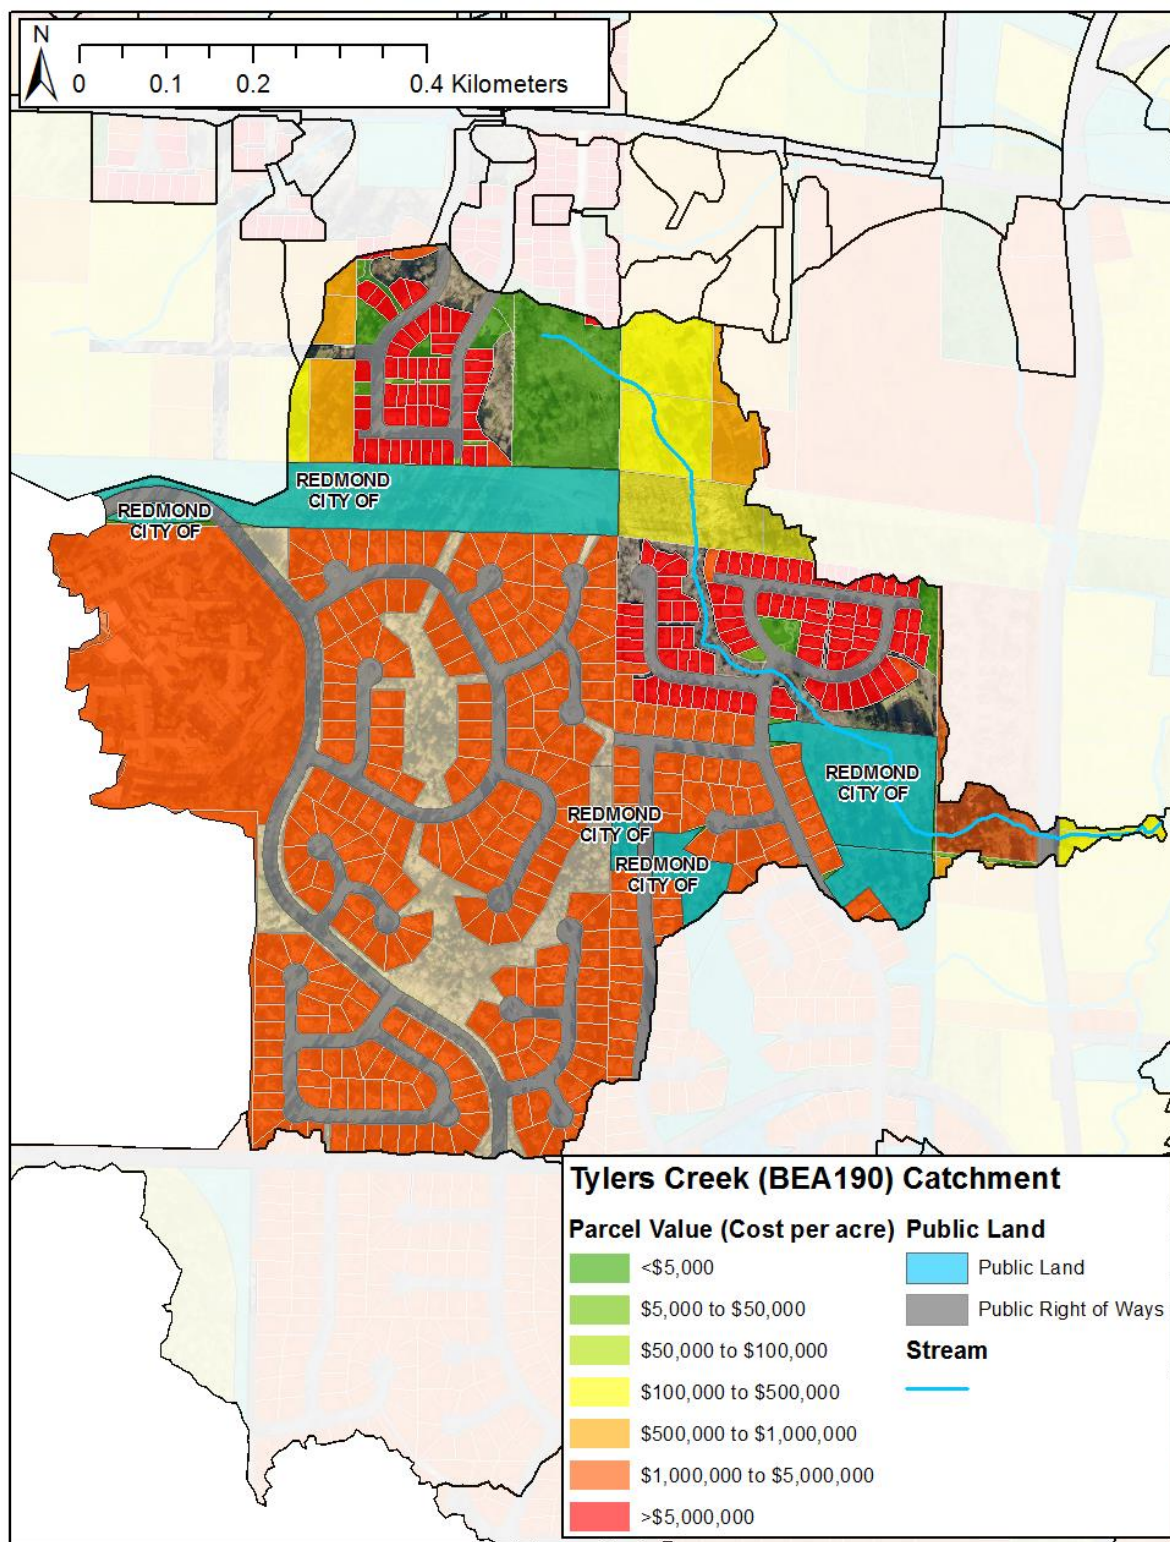 N
0 0.1 0.2 0.4 Kilometers
REDMOND
CITY OF
REDMOND
CITY OF
REDMOND
CITY OF
REDMOND
CITY OF
REDMOND
CITY OF
Tylers Creek (BEA190) Catchment
Parcel Value (Cost per acre)
<$5,000
$5,000 to $50,000
$50,000 to $100,000
$100,000 to $500,000
$500,000 to $1,000,000
$1,000,000 to $5,000,000
>$5,000,000
Public Land
Public Land
Public Right of Ways
Stream